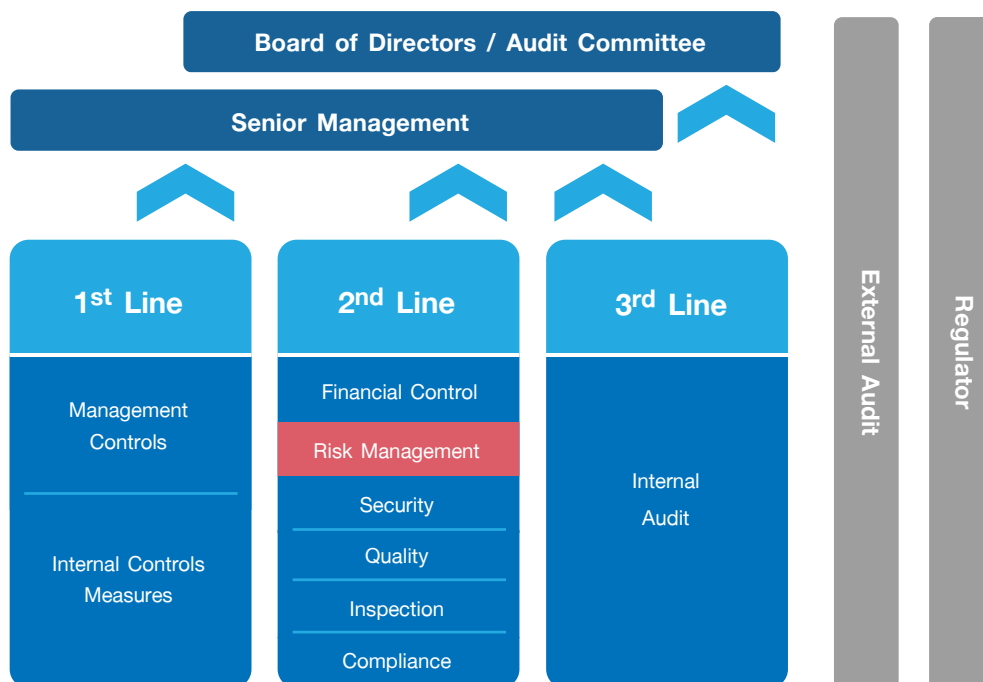 Board of Directors / Audit Committee
Senior Management
1st Line
Management
Controls
Internal Controls
Measures
2nd Line
Financial Control
Risk Management
Security
Quality
Inspection
Compliance
3rd Line
Internal
Audit
External Audit
Regulator